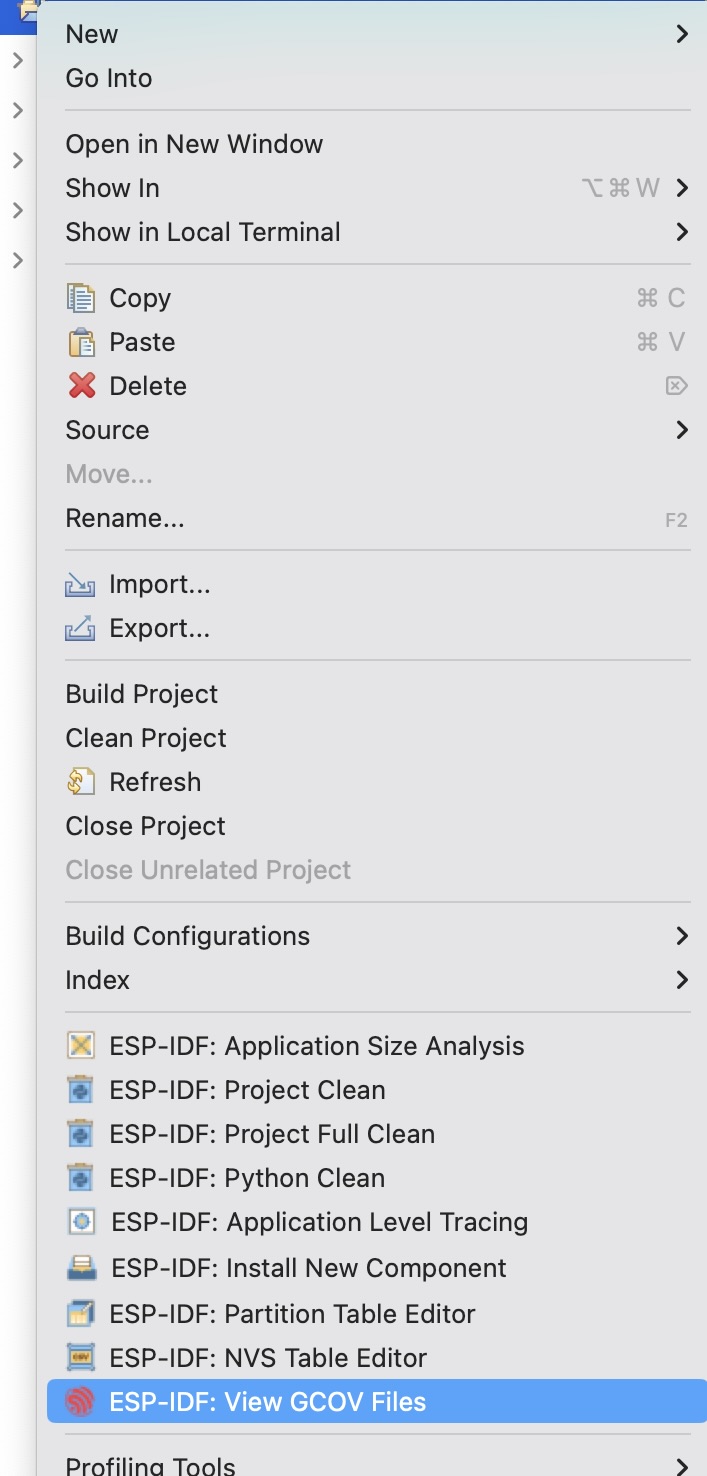 New
Go Into
Open in New Window
Show In ⌥⌘W
Show in Local Terminal
Copy ⌘ C
Paste ⌘ V
Delete ⌦
Source
Move...
Rename... F2
Import...
Export...
Build Project
Clean Project
Refresh
Close Project
Close Unrelated Project
Build Configurations
Index
ESP-IDF: Application Size Analysis
ESP-IDF: Project Clean
ESP-IDF: Project Full Clean
ESP-IDF: Python Clean
ESP-IDF: Application Level Tracing
ESP-IDF: Install New Component
ESP-IDF: Partition Table Editor
ESP-IDF: NVS Table Editor
ESP-IDF: View GCOV Files
Profiling Tools